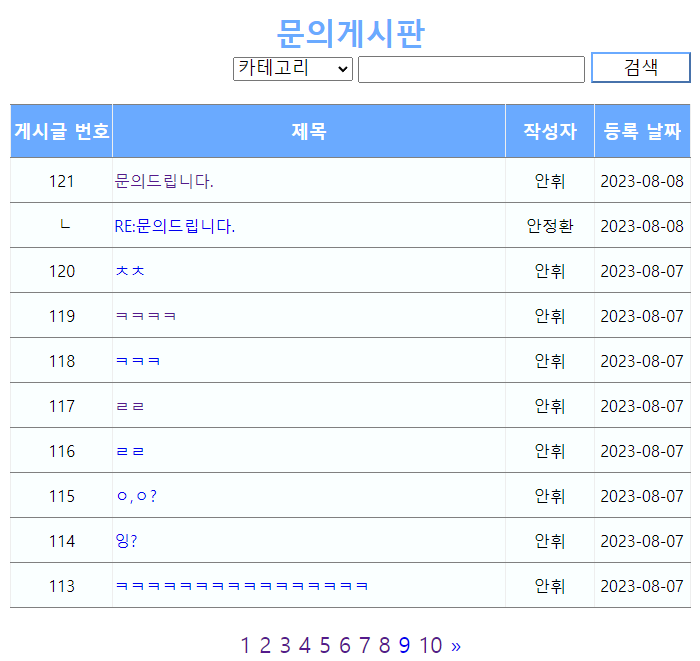 문의게시판
카테고리 검색
게시글 번호 제목 작성자 등록 날짜
121 문의드립니다. 안휘 2023-08-08
ㄴ RE:문의드립니다. 안정환 2023-08-08
120 ㅊㅊ 안휘 2023-08-07
119 ㅋㅋㅋㅋ 안휘 2023-08-07
118 ㅋㅋㅋ 안휘 2023-08-07
117 ㄹㄹ 안휘 2023-08-07
116 ㄹㄹ 안휘 2023-08-07
115 ㅇ,ㅇ? 안휘 2023-08-07
114 잉? 안휘 2023-08-07
113 ㅋㅋㅋㅋㅋㅋㅋㅋㅋㅋㅋㅋㅋㅋㅋㅋ 안휘 2023-08-07
1 2 3 4 5 6 7 8 9 10 »